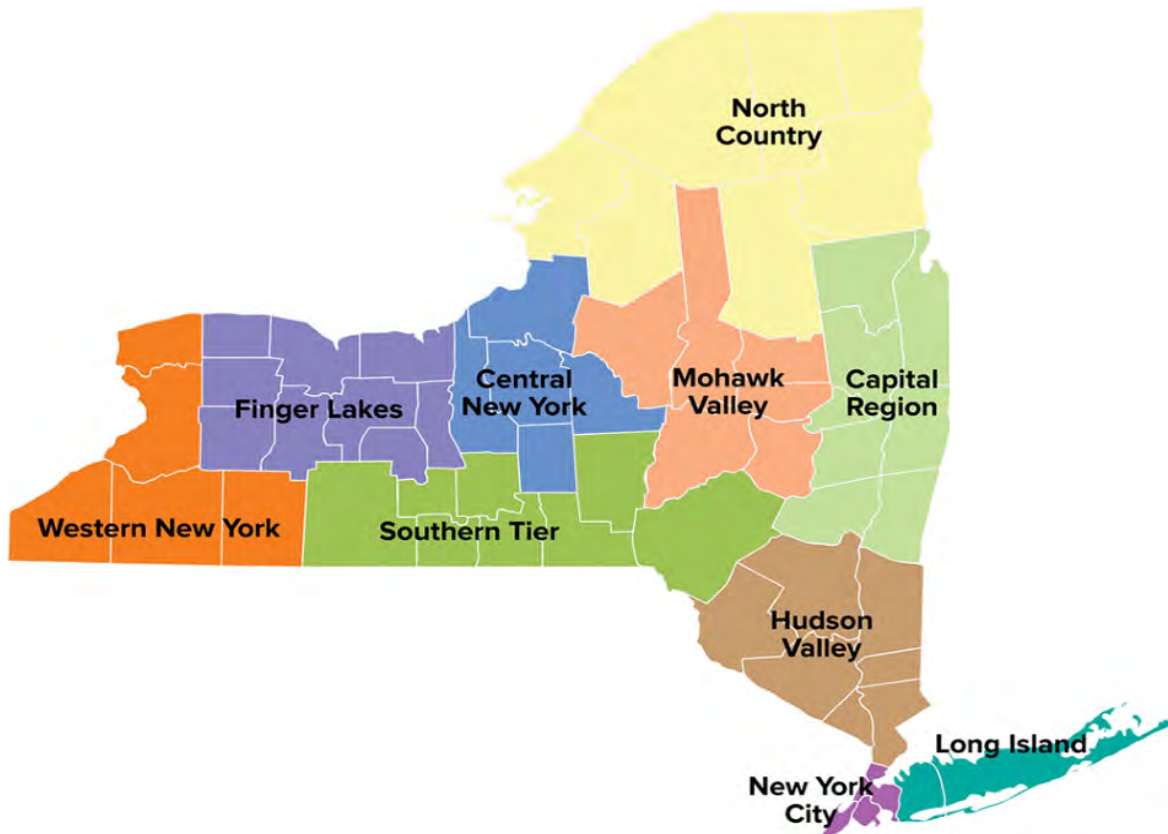 North
Country
Central
New York
Mohawk
Valley
Capital
Region
Finger Lakes
Western New York
Southern Tier
Hudson
Valley
Long Island
New York
City